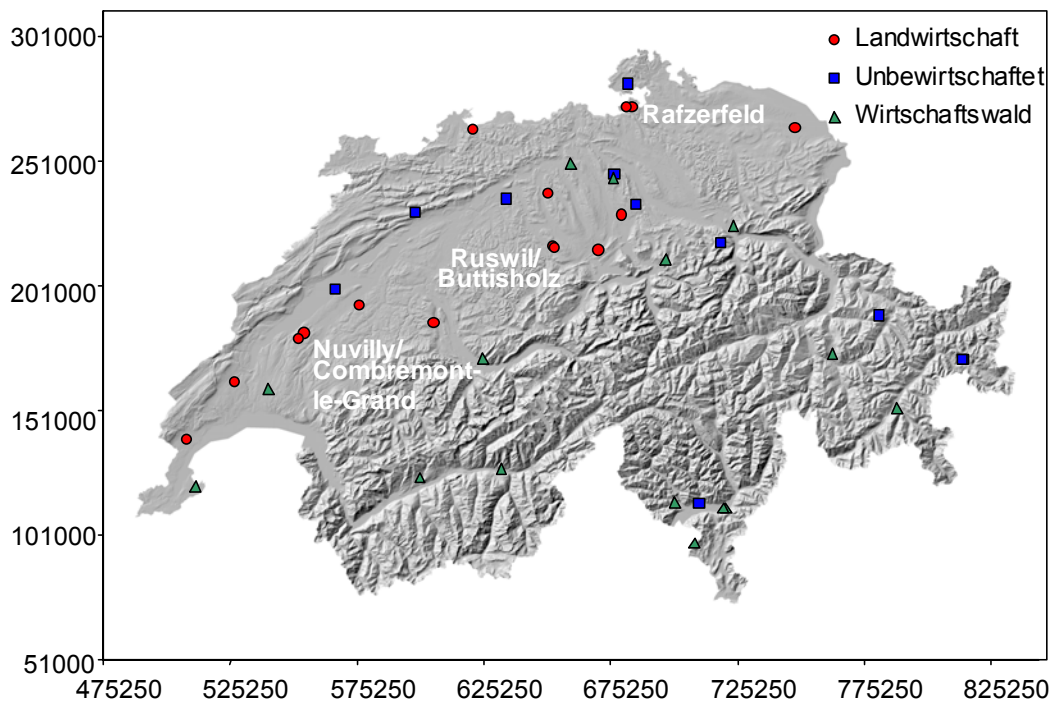 301000
251000
201000
151000
101000
51000
475250 525250 575250 625250 675250 725250 775250 825250
Landwirtschaft
Unbewirtschaftet
Wirtschaftswald
Rafzerfeld
Ruswil/
Buttisholz
Nuvilly/
Combremont-
le-Grand